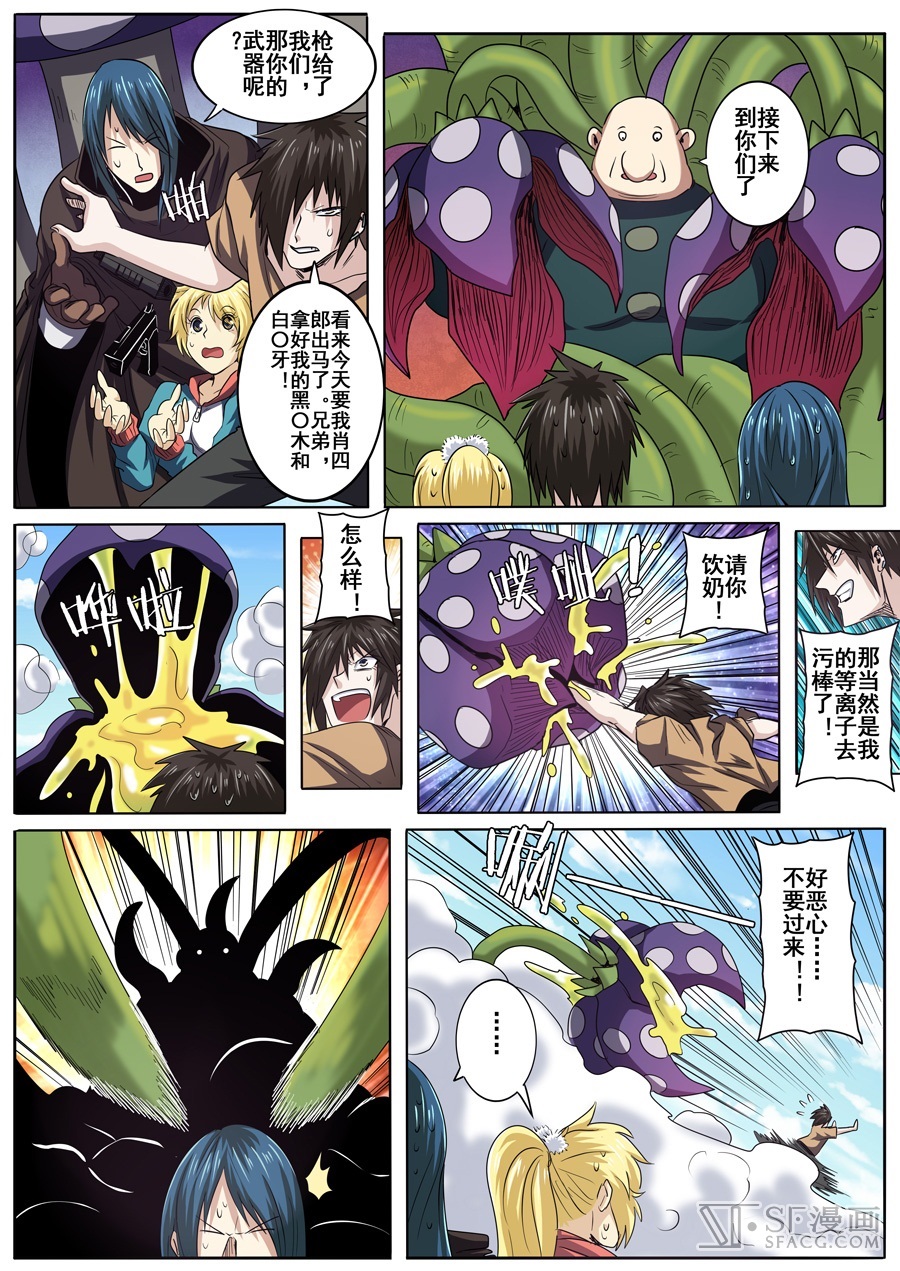 接下来
到你们了
枪给了
我们，
那你的
武器呢
？
啪
看来今天要我肖四
郎出马了。兄弟，
拿好我的黑〇木和
白〇牙！
那当然是我
的等离子去
污棒了！
请你
饮奶！
噗呲！
怎么样！
哗啦
好恶心……
不要过来！！
……
SF漫画
SFACG.COM